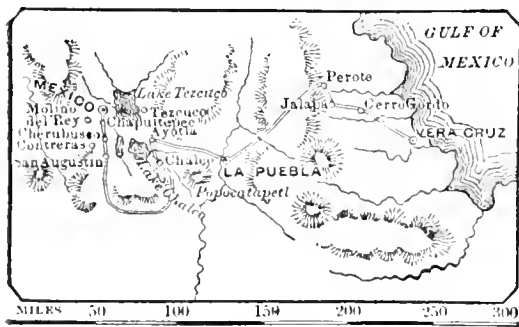 GULF OF
MEXICO
Perote
Lake Tezcuco
MEXICO
Jalapa
Cerro Gordo
Molino
del Rey
Tezcuco
Chapultepec
Cherubusco
Ayotla
VERA CRUZ
Contreras
San Augustin
Chalco
LA PUEBLA
Lake Chalco
Popocatapetl
MILES 50 100 150 200 250 300